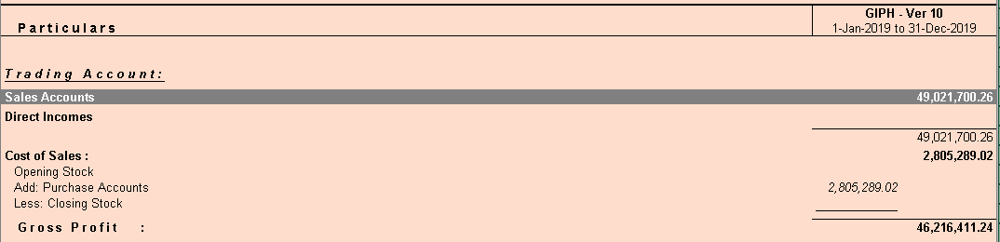 GIPH - Ver 10
Particulars 1-Jan-2019 to 31-Dec-2019
Trading Account:
Sales Accounts 49,021,700.26
Direct Incomes
49,021,700.26
Cost of Sales : 2,805,289.02
Opening Stock
Add: Purchase Accounts 2,805,289.02
Less: Closing Stock
Gross Profit : 46,216,411.24